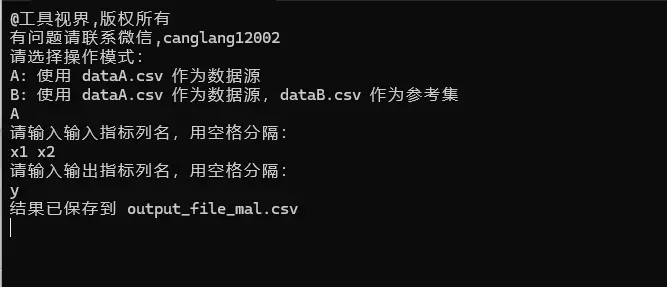 @工具视界,版权所有
有问题请联系微信,canglang12002
请选择操作模式：
A: 使用 dataA.csv 作为数据源
B: 使用 dataA.csv 作为数据源，dataB.csv 作为参考集
A
请输入输入指标列名，用空格分隔：
x1 x2
请输入输出指标列名，用空格分隔：
y
结果已保存到 output_file_mal.csv